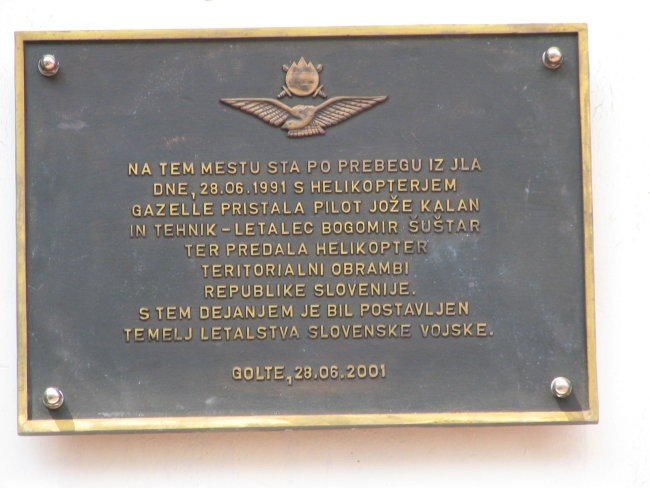 NA TEM MESTU STA PO PREBEGU IZ JLA
DNE, 28.06.1991 S HELIKOPTERJEM
GAZELLE PRISTALA PILOT JOŽE KALAN
IN TEHNIK – LETALEC BOGOMIR ŠUŠTAR
TER PREDALA HELIKOPTER
TERITORIALNI OBRAMBI
REPUBLIKE SLOVENIJE.
S TEM DEJANJEM JE BIL POSTAVLJEN
TEMELJ LETALSTVA SLOVENSKE VOJSKE.
GOLTE, 28.06.2001